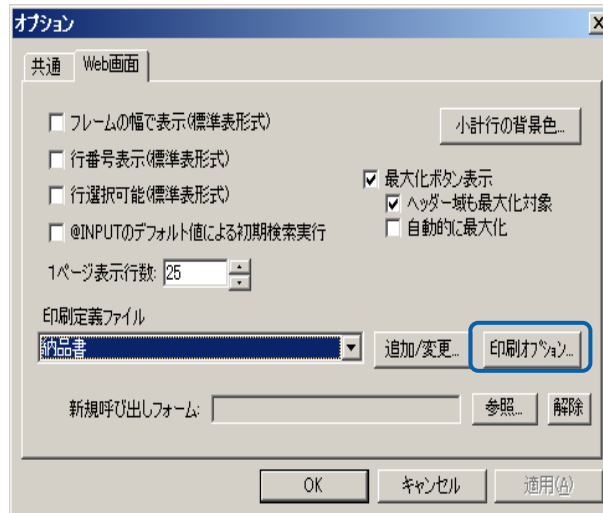 オプション
共通 Web画面
フレームの幅で表示(標準表形式)
小計行の背景色...
行番号表示(標準表形式)
最大化ボタン表示
行選択可能(標準表形式)
ヘッダー域も最大化対象
@INPUTのデフォルト値による初期検索実行
自動的に最大化
1ページ表示行数: 25
印刷定義ファイル
納品書 追加/変更... 印刷オプション...
新規呼び出しフォーム: 参照... 解除
OK キャンセル 適用(A)